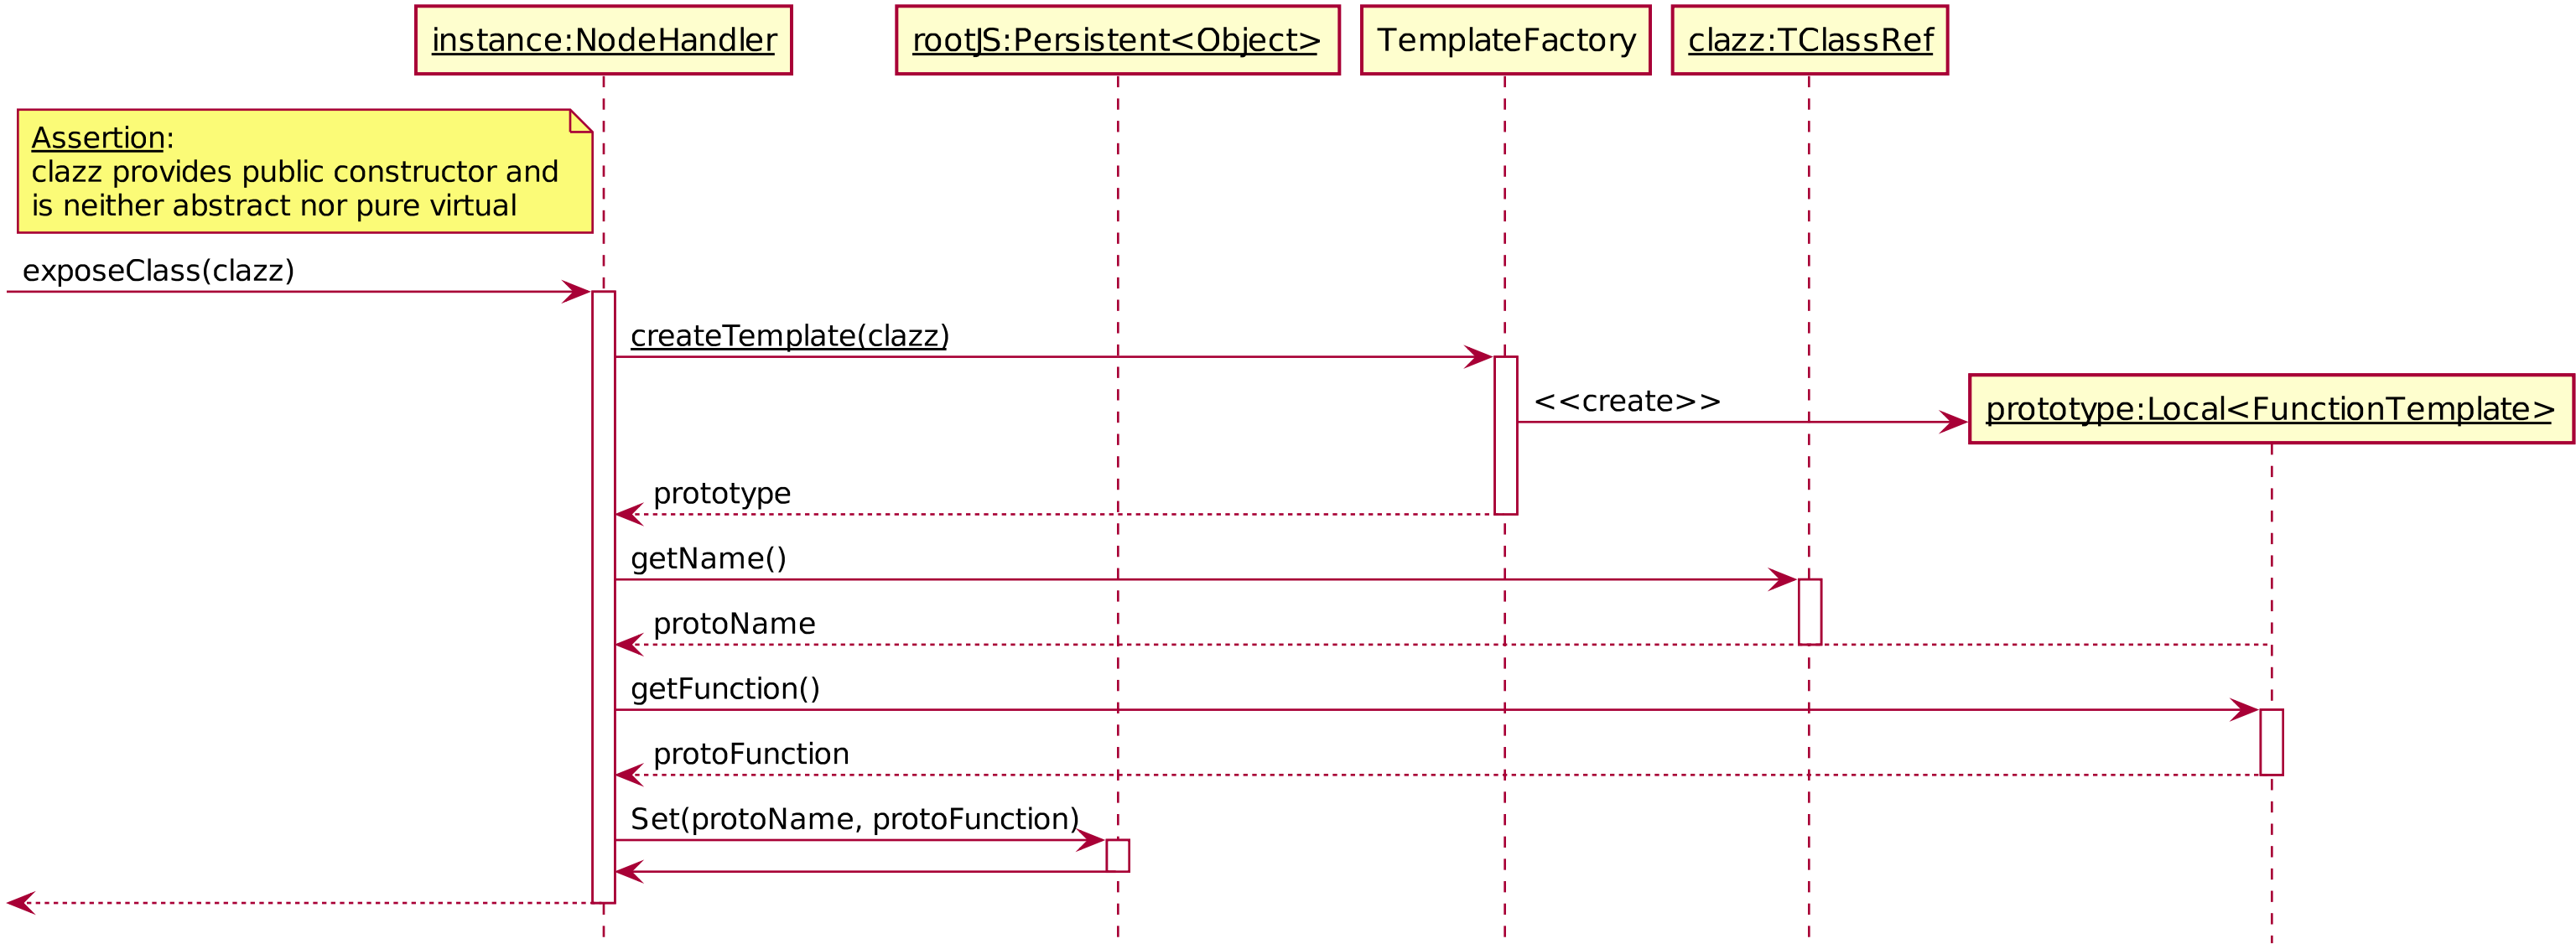 instance:NodeHandler
rootJS:Persistent<Object>
TemplateFactory
clazz:TClassRef
Assertion:
clazz provides public constructor and
is neither abstract nor pure virtual
exposeClass(clazz)
createTemplate(clazz)
<<create>>
prototype:Local<FunctionTemplate>
prototype
getName()
protoName
getFunction()
protoFunction
Set(protoName, protoFunction)